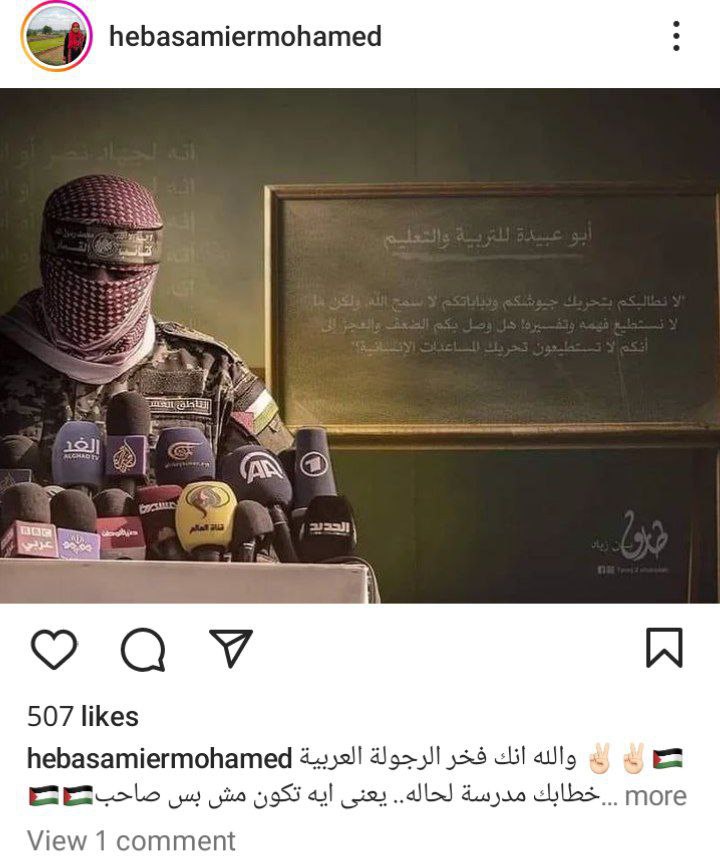 hebasamiermohamed
أبو عبيدة للتربية والتعليم
"لا نطالبكم بتحريك جيوشكم ودباباتكم لا سمح الله، ولكن ما
لا نستطيع فهمه وتفسيره! هل وصل بكم الضعف والعجز إلى
أنكم لا تستطيعون تحريك المساعدات الإنسانية؟"
الناطق
الغد
ALGHAD TV
AA
1
BBC
عربي
قناة العالم
الجديد
507 likes
hebasamiermohamed والله انك فخر الرجولة العربية ✌🏻✌🏻🇵🇸
🇵🇸🇵🇸خطابك مدرسة لحاله.. يعنى ايه تكون مش بس صاحب... more
View 1 comment